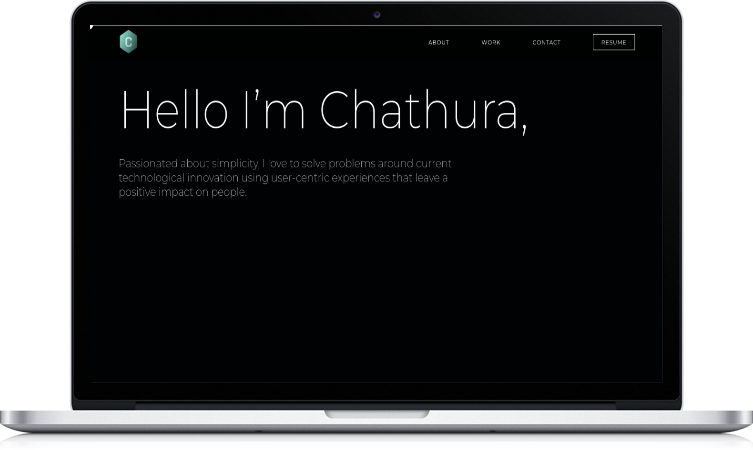 C
ABOUT WORK CONTACT RESUME
Hello I'm Chathura,
Passionated about simplicity, I love to solve problems around current
technological innovation using user-centric experiences that leave a
positive impact on people.